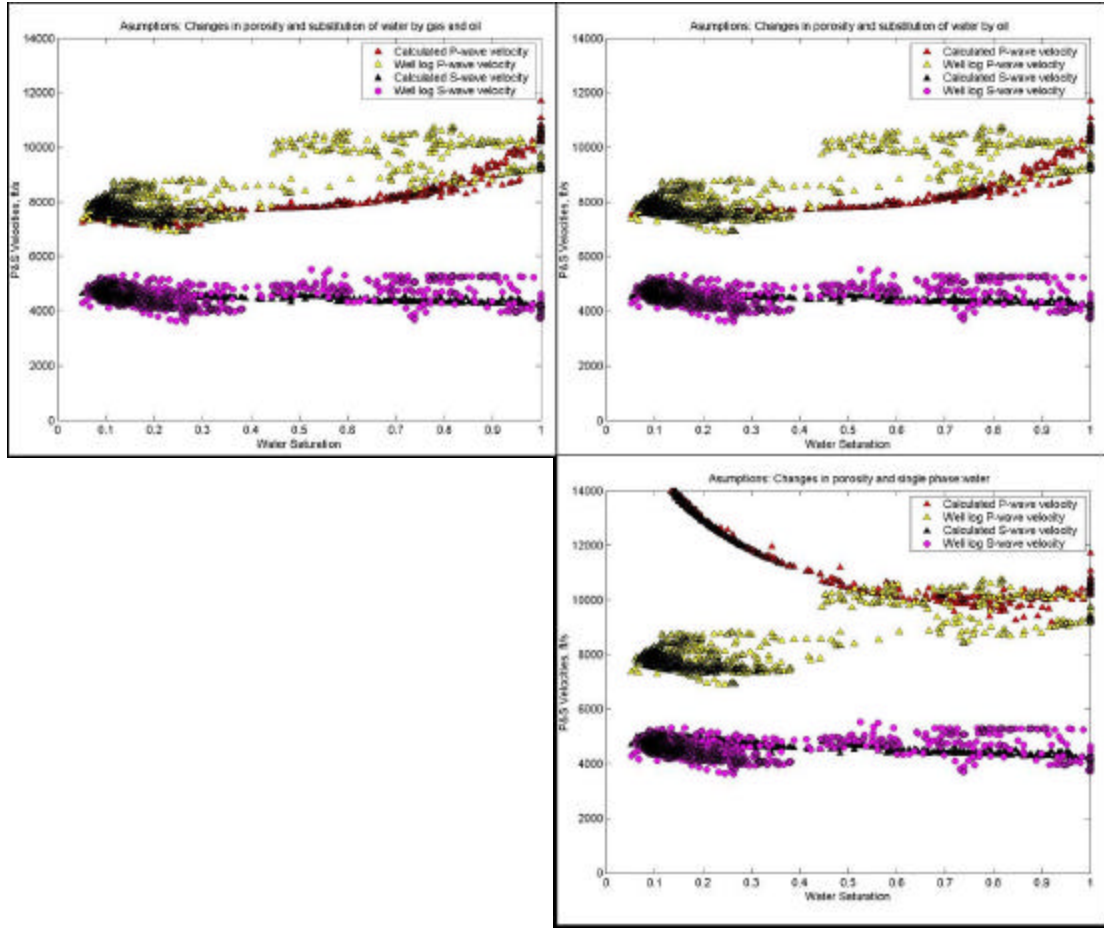 Asumptions: Changes in porosity and substitution of water by gas and oil
14000
12000
10000
8000
6000
4000
2000
0
P&S Velocities, ft/s
Calculated P-wave velocity
Well log P-wave velocity
Calculated S-wave velocity
Well log S-wave velocity
0 0.1 0.2 0.3 0.4 0.5 0.6 0.7 0.8 0.9 1
Water Saturation
Asumptions: Changes in porosity and substitution of water by oil
14000
12000
10000
8000
6000
4000
2000
0
P&S Velocities, ft/s
Calculated P-wave velocity
Well log P-wave velocity
Calculated S-wave velocity
Well log S-wave velocity
0 0.1 0.2 0.3 0.4 0.5 0.6 0.7 0.8 0.9 1
Water Saturation
Asumptions: Changes in porosity and single phase water
14000
12000
10000
8000
6000
4000
2000
0
P&S Velocities, ft/s
Calculated P-wave velocity
Well log P-wave velocity
Calculated S-wave velocity
Well log S-wave velocity
0 0.1 0.2 0.3 0.4 0.5 0.6 0.7 0.8 0.9 1
Water Saturation